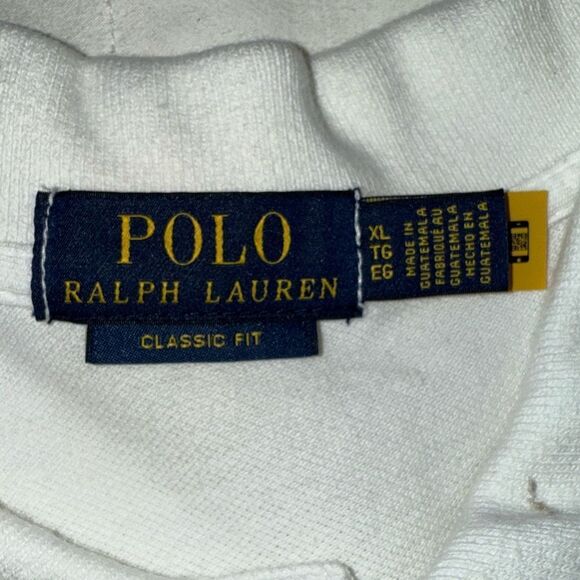 POLO
RALPH LAUREN
CLASSIC FIT
XL
TG
EG
MADE IN
GUATEMALA
FABRIQUÉ AU
GUATEMALA
HECHO EN
GUATEMALA